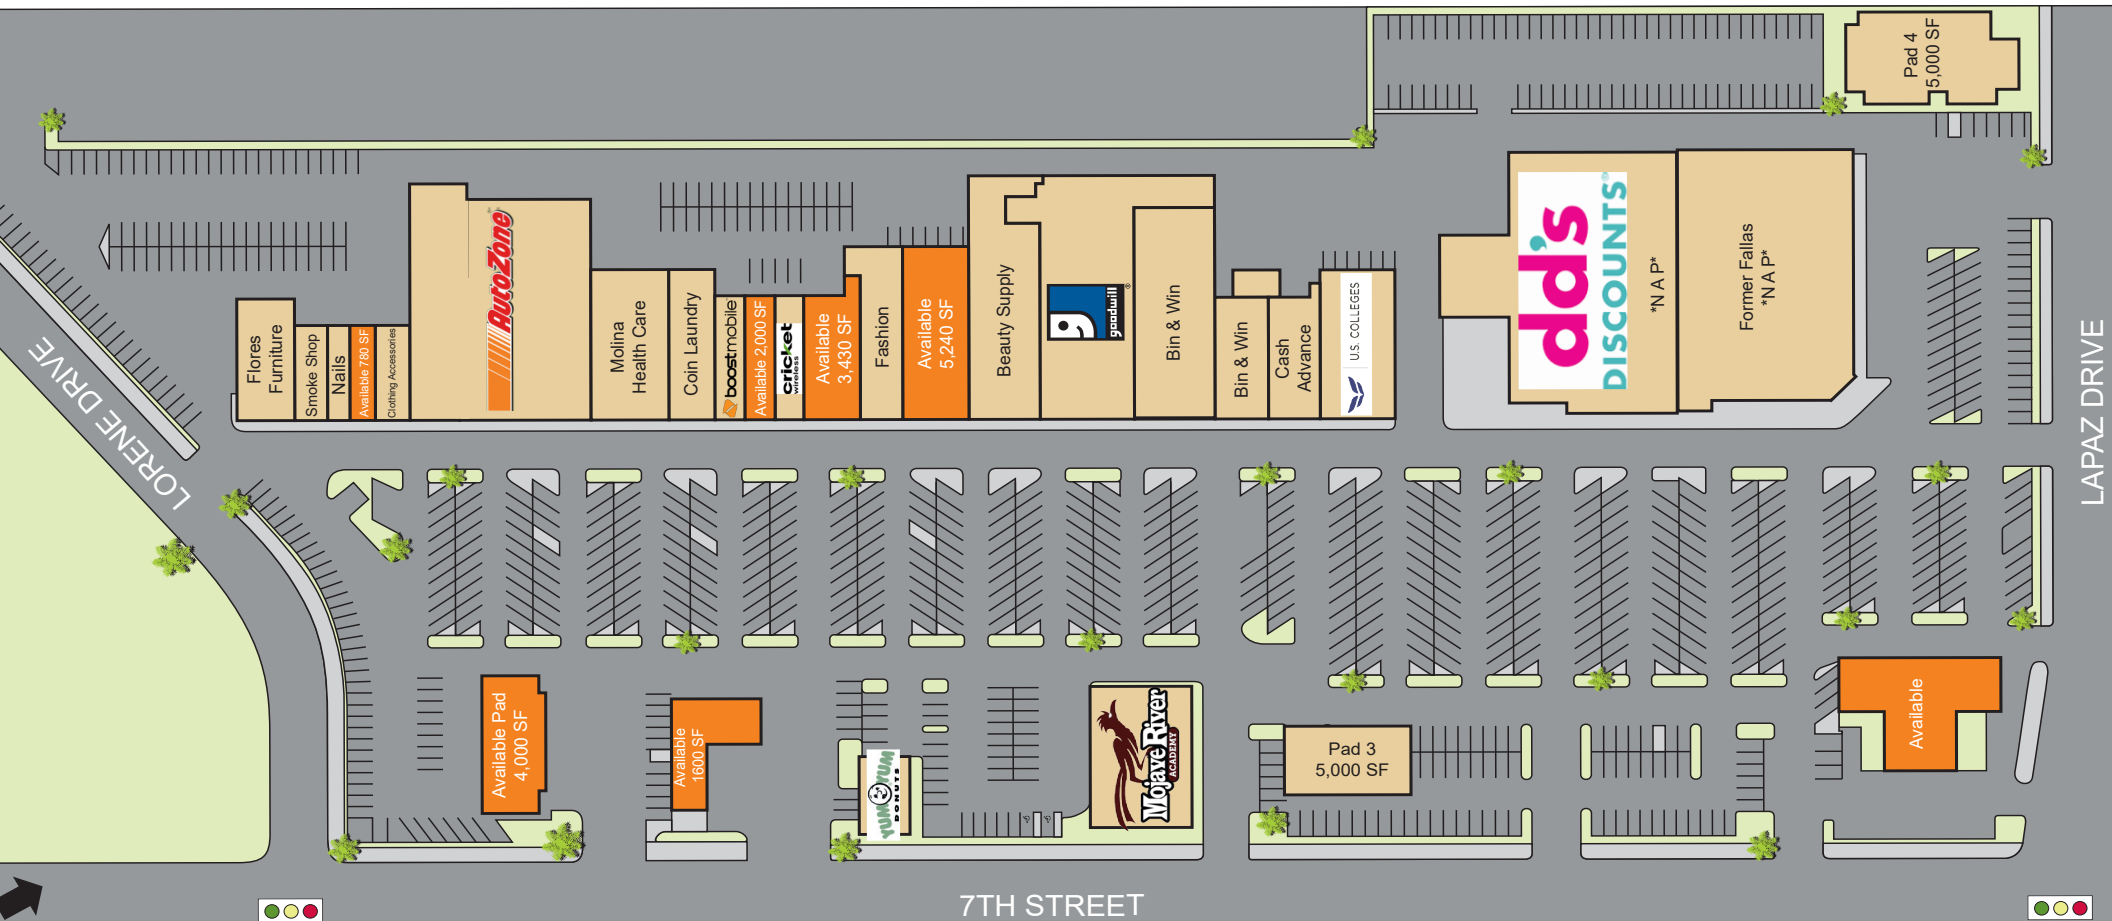 Pad 4
5,000 SF
Flores
Furniture
Smoke Shop
Nails
Available 780 SF
Clothing Accessories
AutoZone
Molina
Health Care
Coin Laundry
boostmobile
Available 2,000 SF
cricket
wireless
Available
3,430 SF
Fashion
Available
5,240 SF
Beauty Supply
goodwill
®
Bin & Win
Bin & Win
Cash
Advance
U.S. COLLEGES
dd's
DISCOUNTS®
*N A P*
Former Fallas
*N A P*
LORENE DRIVE
LAPAZ DRIVE
Available Pad
4,000 SF
Available
1600 SF
YUM YUM
DONUTS
Mojave River
ACADEMY
Pad 3
5,000 SF
Available
7TH STREET